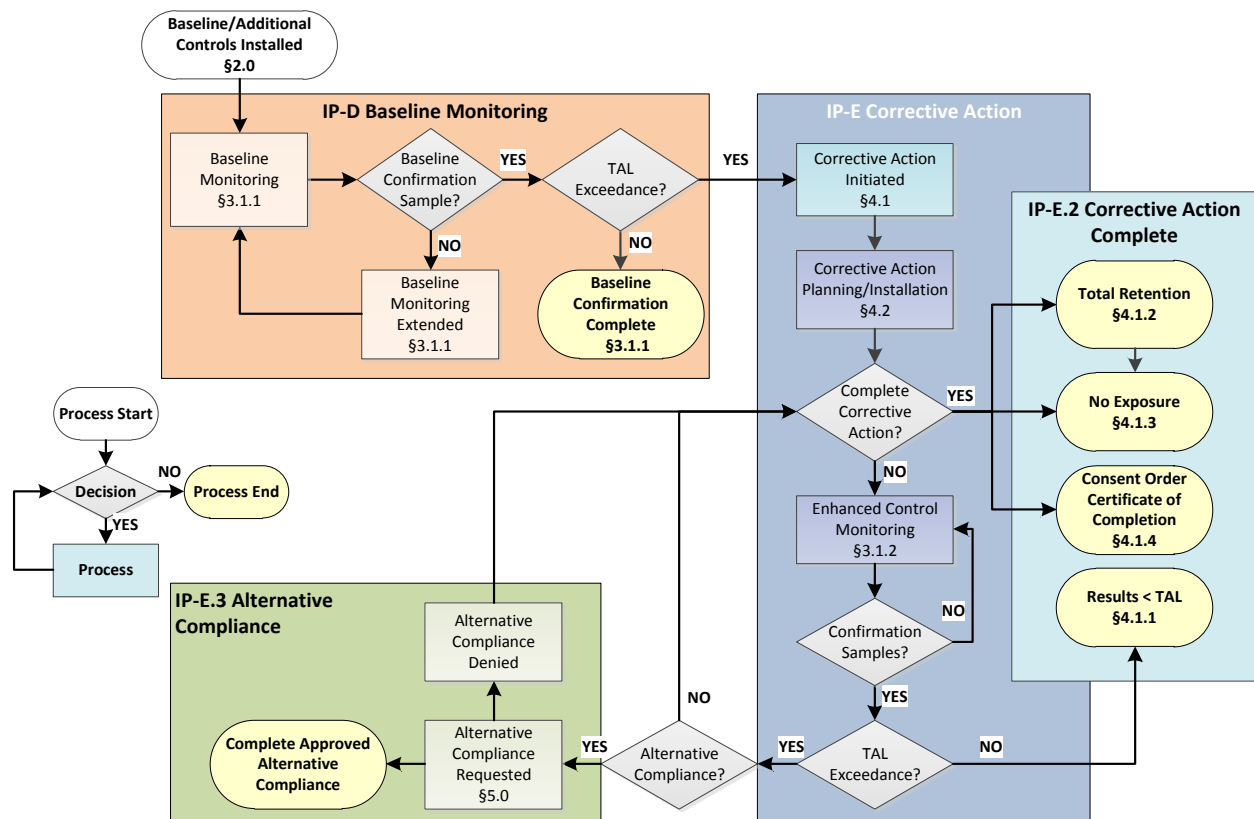 Baseline/Additional
Controls Installed
§2.0
IP-D Baseline Monitoring
Baseline
Monitoring
§3.1.1
Baseline
Confirmation
Sample?
YES
TAL
Exceedance?
YES
NO
NO
Baseline
Monitoring
Extended
§3.1.1
Baseline
Confirmation
Complete
§3.1.1
IP-E Corrective Action
Corrective Action
Initiated
§4.1
Corrective Action
Planning/Installation
§4.2
Complete
Corrective
Action?
YES
NO
Enhanced Control
Monitoring
§3.1.2
Confirmation
Samples?
NO
YES
TAL
Exceedance?
YES
NO
IP-E.2 Corrective Action
Complete
Total Retention
§4.1.2
No Exposure
§4.1.3
Consent Order
Certificate of
Completion
§4.1.4
Results < TAL
§4.1.1
Process Start
Decision
NO
Process End
YES
Process
IP-E.3 Alternative
Compliance
Alternative
Compliance
Denied
Complete Approved
Alternative
Compliance
Alternative
Compliance
Requested
§5.0
YES
Alternative
Compliance?
NO